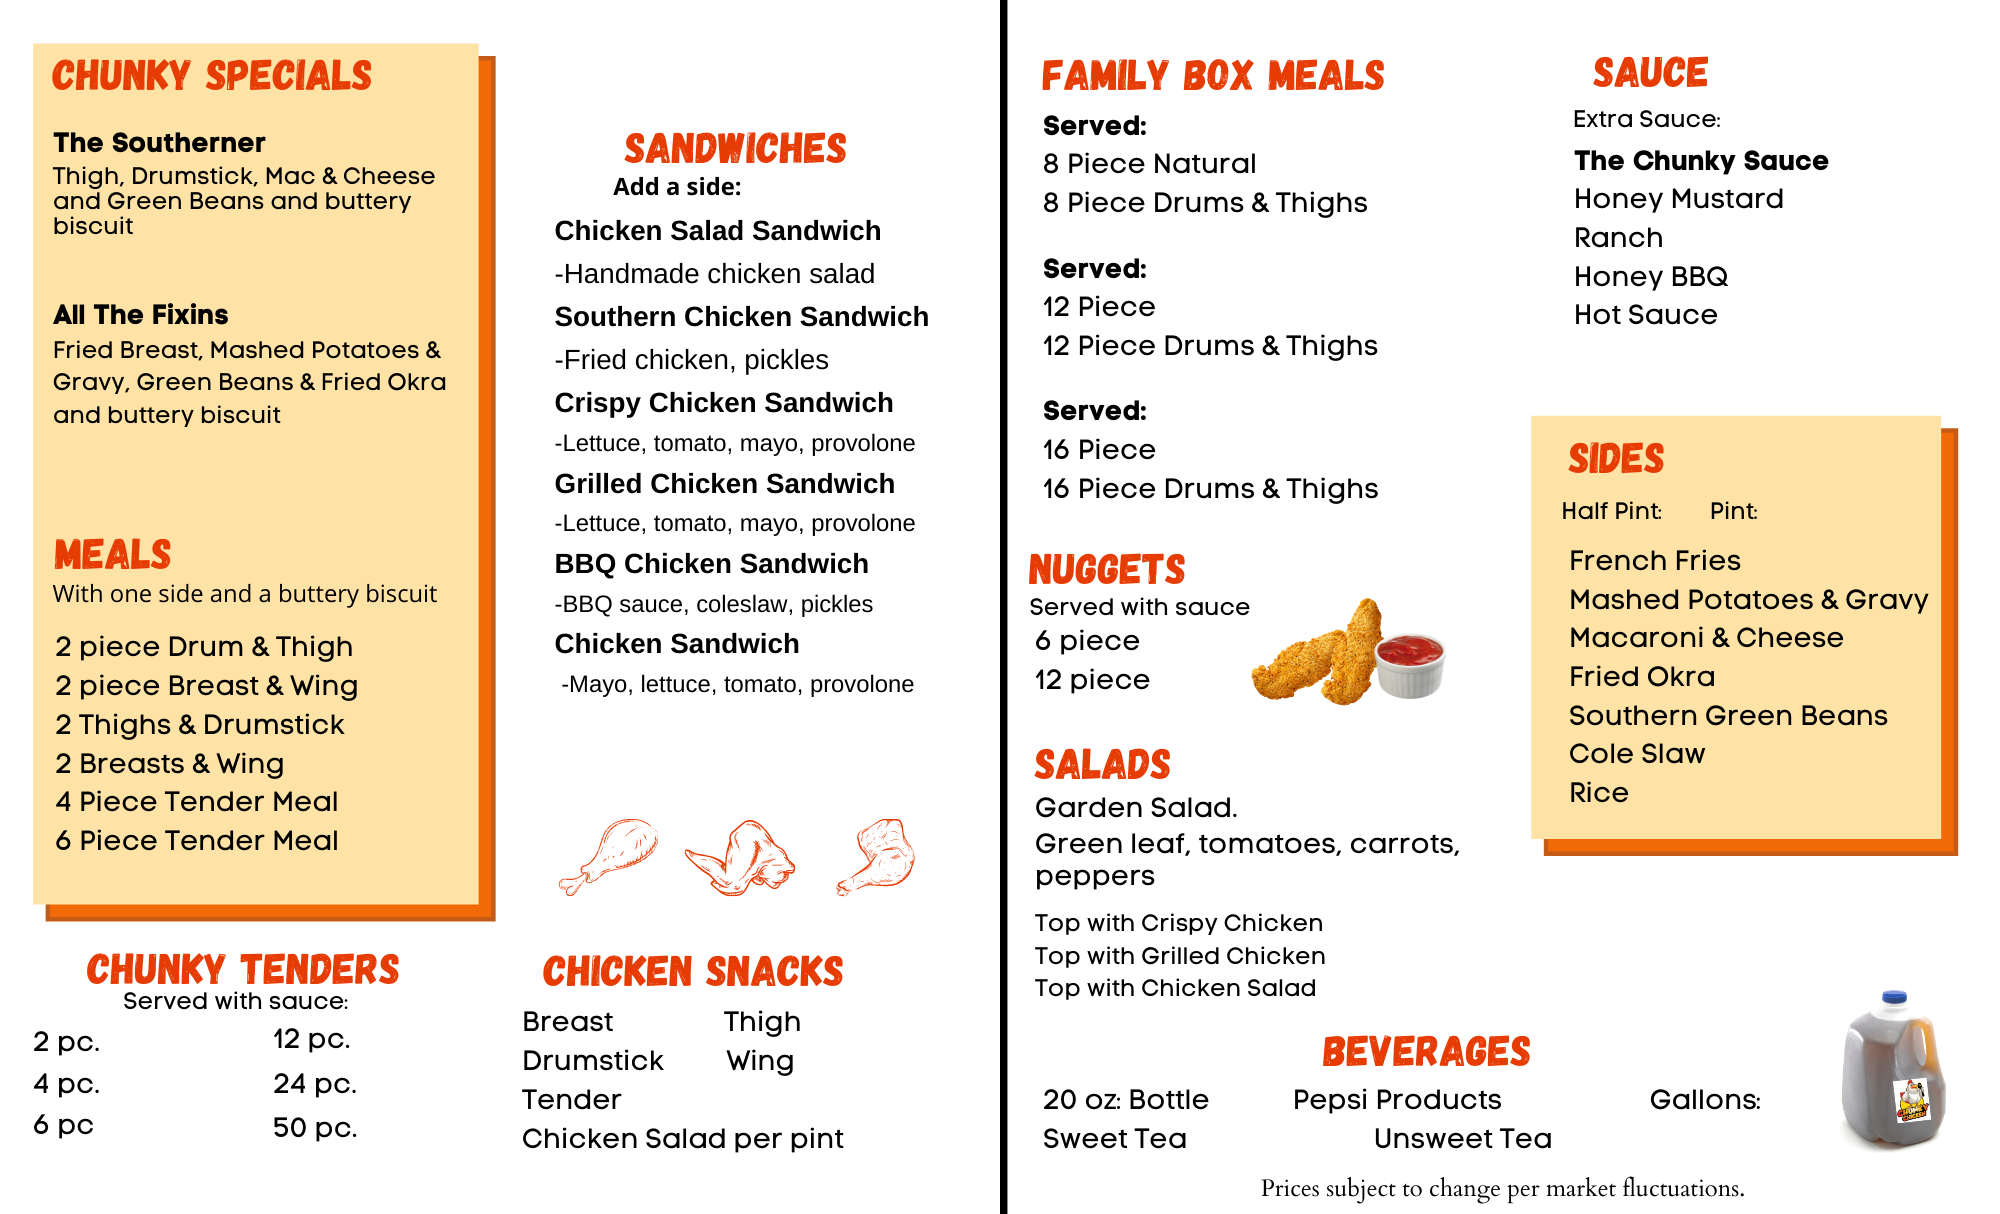 CHUNKY SPECIALS
The Southerner
Thigh, Drumstick, Mac & Cheese
and Green Beans and buttery
biscuit
All The Fixins
Fried Breast, Mashed Potatoes &
Gravy, Green Beans & Fried Okra
and buttery biscuit
MEALS
With one side and a buttery biscuit
2 piece Drum & Thigh
2 piece Breast & Wing
2 Thighs & Drumstick
2 Breasts & Wing
4 Piece Tender Meal
6 Piece Tender Meal
CHUNKY TENDERS
Served with sauce:
2 pc.
4 pc.
6 pc
12 pc.
24 pc.
50 pc.
SANDWICHES
Add a side:
Chicken Salad Sandwich
-Handmade chicken salad
Southern Chicken Sandwich
-Fried chicken, pickles
Crispy Chicken Sandwich
-Lettuce, tomato, mayo, provolone
Grilled Chicken Sandwich
-Lettuce, tomato, mayo, provolone
BBQ Chicken Sandwich
-BBQ sauce, coleslaw, pickles
Chicken Sandwich
-Mayo, lettuce, tomato, provolone
CHICKEN SNACKS
Breast Thigh
Drumstick Wing
Tender
Chicken Salad per pint
FAMILY BOX MEALS
Served:
8 Piece Natural
8 Piece Drums & Thighs
Served:
12 Piece
12 Piece Drums & Thighs
Served:
16 Piece
16 Piece Drums & Thighs
NUGGETS
Served with sauce
6 piece
12 piece
SALADS
Garden Salad.
Green leaf, tomatoes, carrots,
peppers
Top with Crispy Chicken
Top with Grilled Chicken
Top with Chicken Salad
SAUCE
Extra Sauce:
The Chunky Sauce
Honey Mustard
Ranch
Honey BBQ
Hot Sauce
SIDES
Half Pint: Pint:
French Fries
Mashed Potatoes & Gravy
Macaroni & Cheese
Fried Okra
Southern Green Beans
Cole Slaw
Rice
BEVERAGES
20 oz: Bottle Pepsi Products Gallons:
Sweet Tea Unsweet Tea
CHUNKY
CHICKEN
Prices subject to change per market fluctuations.